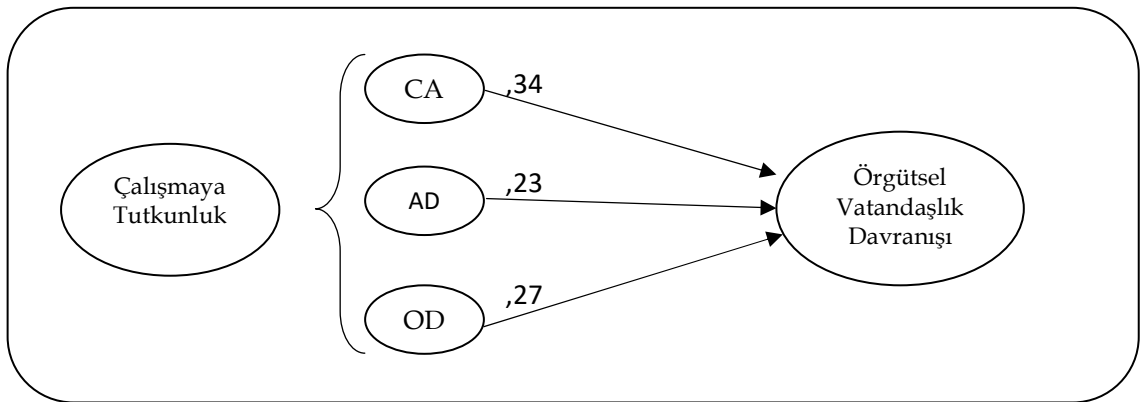 Çalışmaya
Tutkunluk
CA
,34
AD
,23
OD
,27
Örgütsel
Vatandaşlık
Davranışı